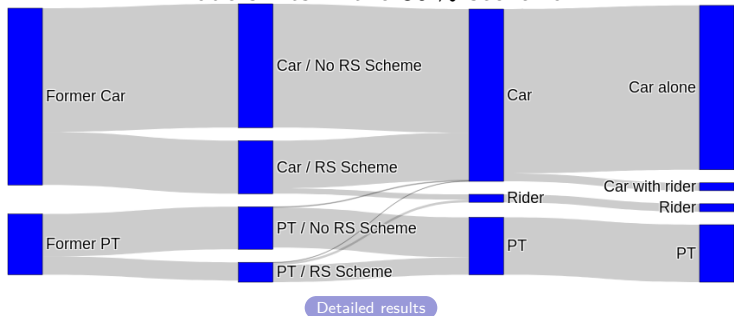 Former Car
Car / No RS Scheme
Car
Car alone
Car / RS Scheme
Car with rider
Rider
Rider
PT / No RS Scheme
Former PT
PT
PT
PT / RS Scheme
Detailed results